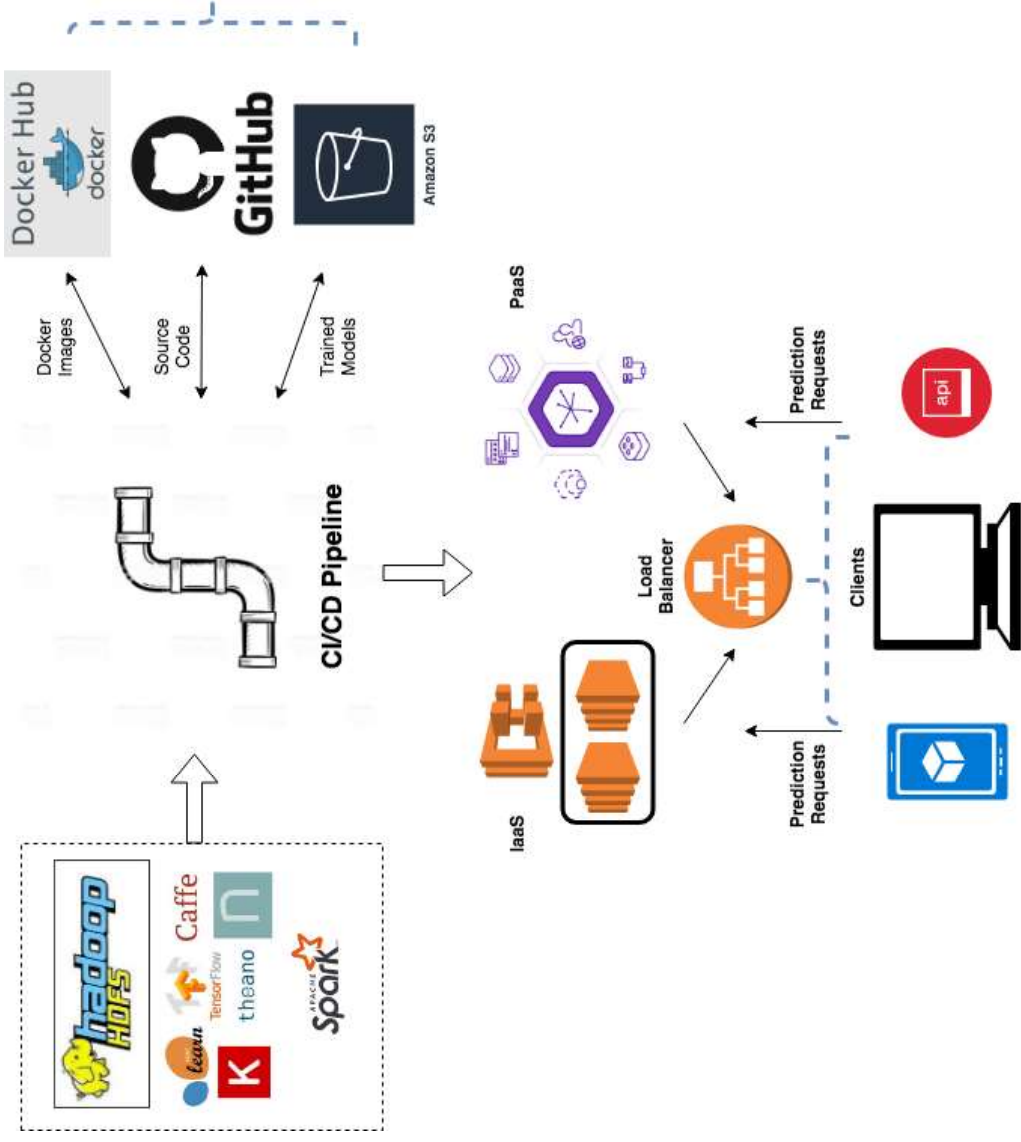 hadoop
HDFS
learn
TensorFlow
Caffe
K
theano
n
APACHE
Spark
CI/CD Pipeline
Docker
Images
Source
Code
Trained
Models
Docker Hub
docker
GitHub
Amazon S3
IaaS
PaaS
Load
Balancer
Prediction
Requests
Prediction
Requests
Clients
api